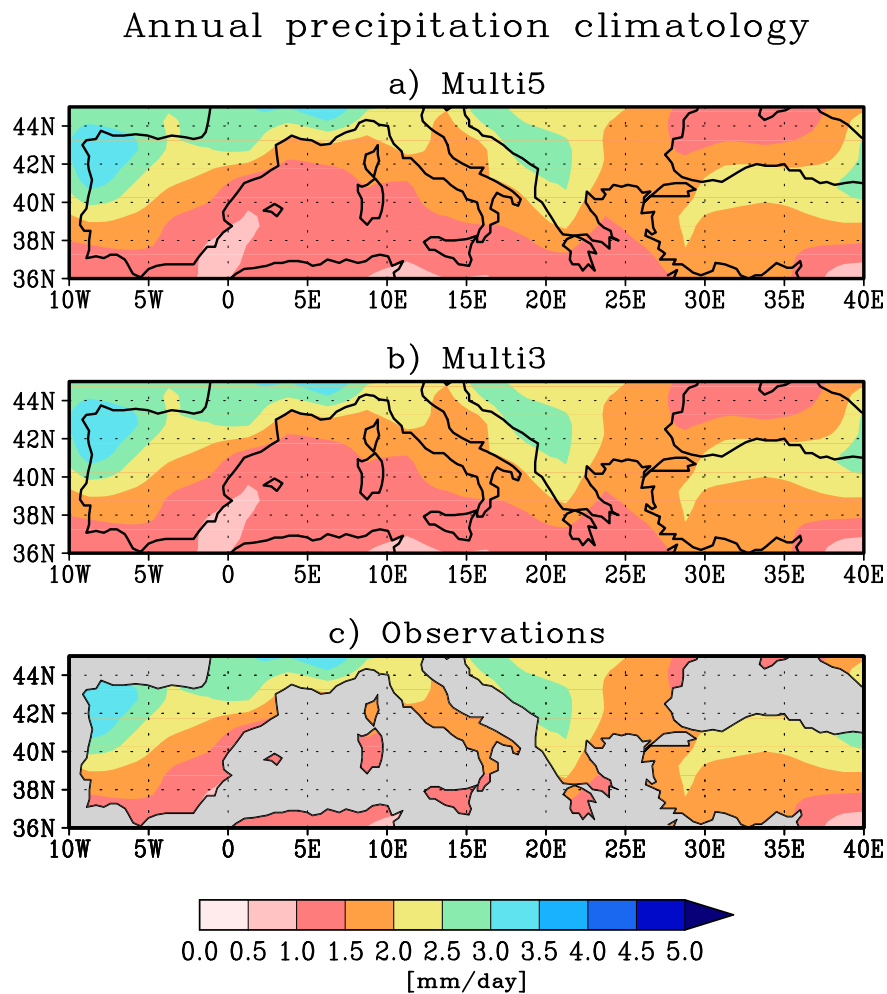 Annual precipitation climatology
a) Multi5
44N
42N
40N
38N
36N
10W 5W 0 5E 10E 15E 20E 25E 30E 35E 40E
b) Multi3
44N
42N
40N
38N
36N
10W 5W 0 5E 10E 15E 20E 25E 30E 35E 40E
c) Observations
44N
42N
40N
38N
36N
10W 5W 0 5E 10E 15E 20E 25E 30E 35E 40E
0.0 0.5 1.0 1.5 2.0 2.5 3.0 3.5 4.0 4.5 5.0
[mm/day]